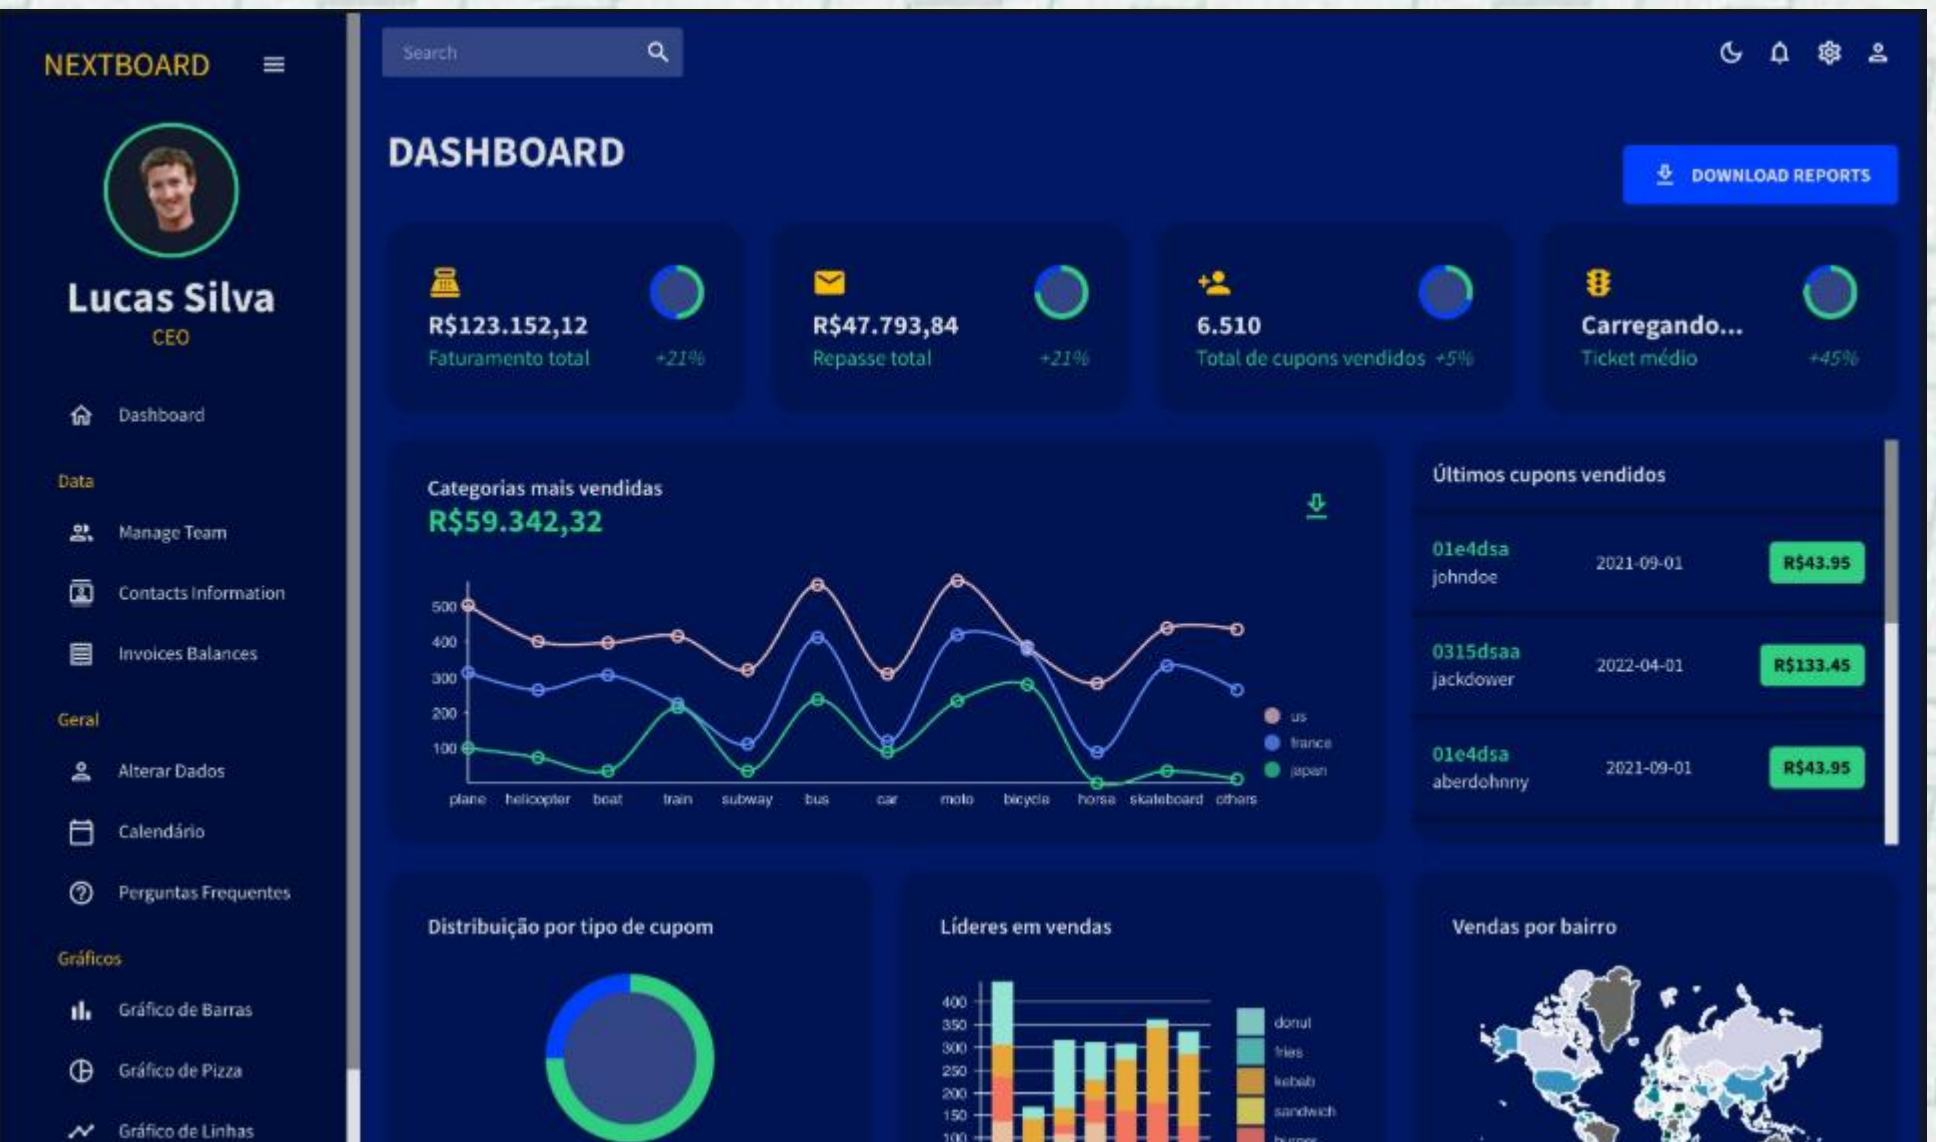 NEXTBOARD
Lucas Silva
CEO
Dashboard
Data
Manage Team
Contacts Information
Invoices Balances
Geral
Alterar Dados
Calendário
Perguntas Frequentes
Gráficos
Gráfico de Barras
Gráfico de Pizza
Gráfico de Linhas
Search
DASHBOARD
DOWNLOAD REPORTS
R$123.152,12
Faturamento total +21%
R$47.793,84
Repasse total +21%
6.510
Total de cupons vendidos +5%
Carregando...
Ticket médio +45%
Categorias mais vendidas
R$59.342,32
500
400
300
200
100
plane helicopter boat train subway bus car moto bicycle horse skateboard others
us
france
japan
Últimos cupons vendidos
01e4dsa
johndoe
2021-09-01
R$43.95
0315dsaa
jackdower
2022-04-01
R$133.45
01e4dsa
aberdohnny
2021-09-01
R$43.95
Distribuição por tipo de cupom
Líderes em vendas
400
350
300
250
200
150
100
donut
fries
kebab
sandwich
burger
Vendas por bairro